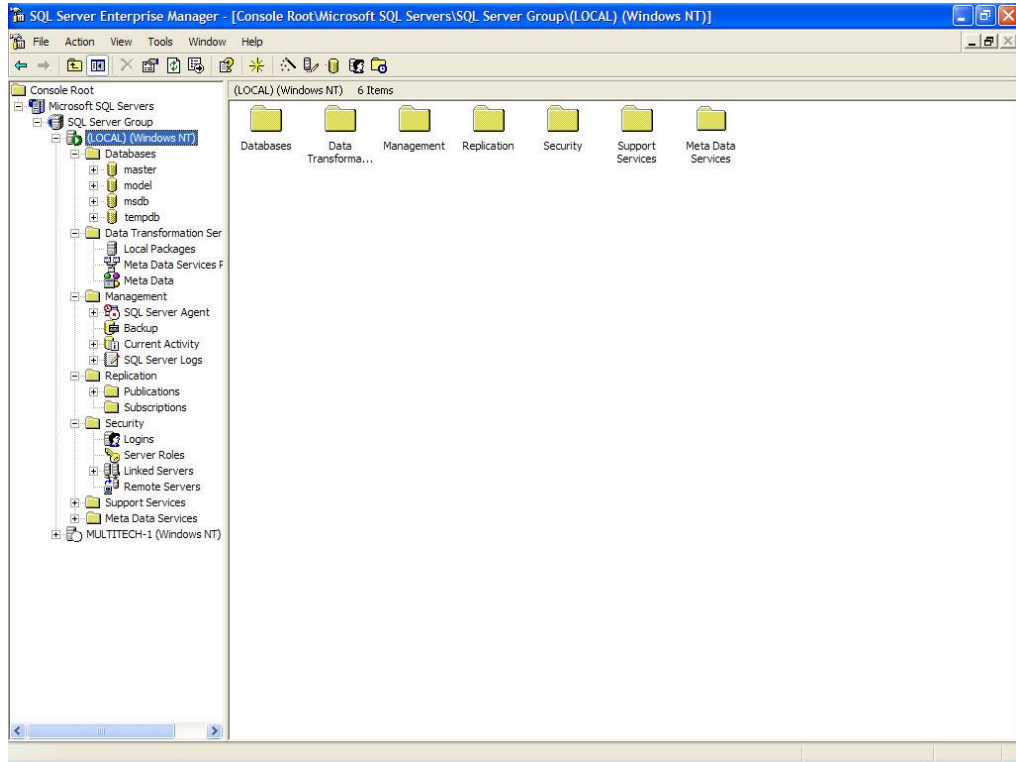 SQL Server Enterprise Manager - [Console Root\Microsoft SQL Servers\SQL Server Group\(LOCAL) (Windows NT)]
File Action View Tools Window Help
Console Root
Microsoft SQL Servers
SQL Server Group
(LOCAL) (Windows NT)
Databases
master
model
msdb
tempdb
Data Transformation Ser
Local Packages
Meta Data Services P
Meta Data
Management
SQL Server Agent
Backup
Current Activity
SQL Server Logs
Replication
Publications
Subscriptions
Security
Logins
Server Roles
Linked Servers
Remote Servers
Support Services
Meta Data Services
MULTITECH-1 (Windows NT)
(LOCAL) (Windows NT) 6 Items
Databases
Data
Transforma...
Management
Replication
Security
Support
Services
Meta Data
Services